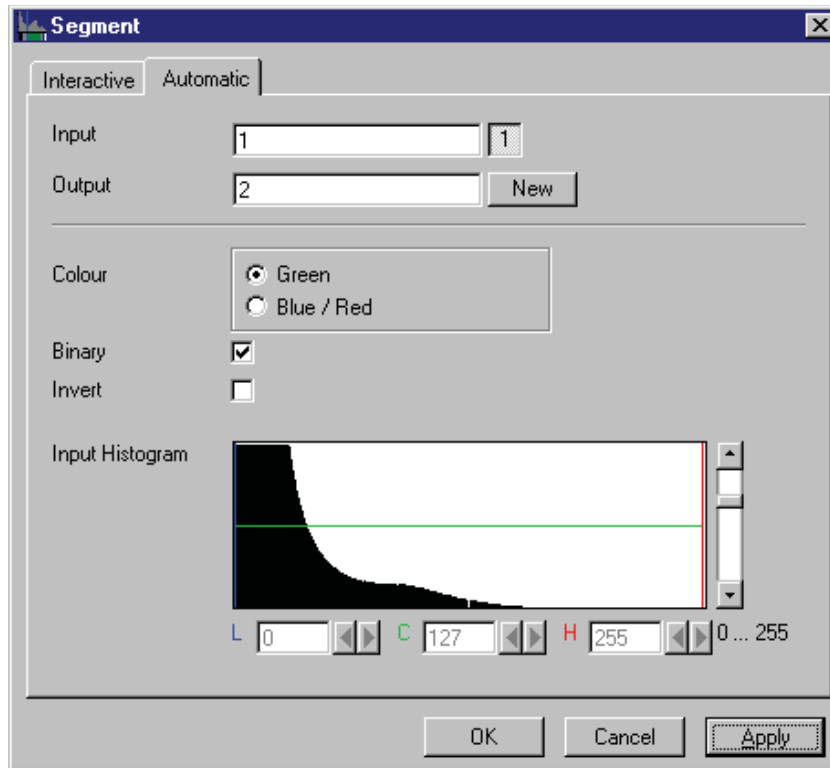 Segment
Interactive Automatic
Input 1 1
Output 2 New
Colour Green
Blue / Red
Binary
Invert
Input Histogram
L 0 C 127 H 255 0 ... 255
OK Cancel Apply